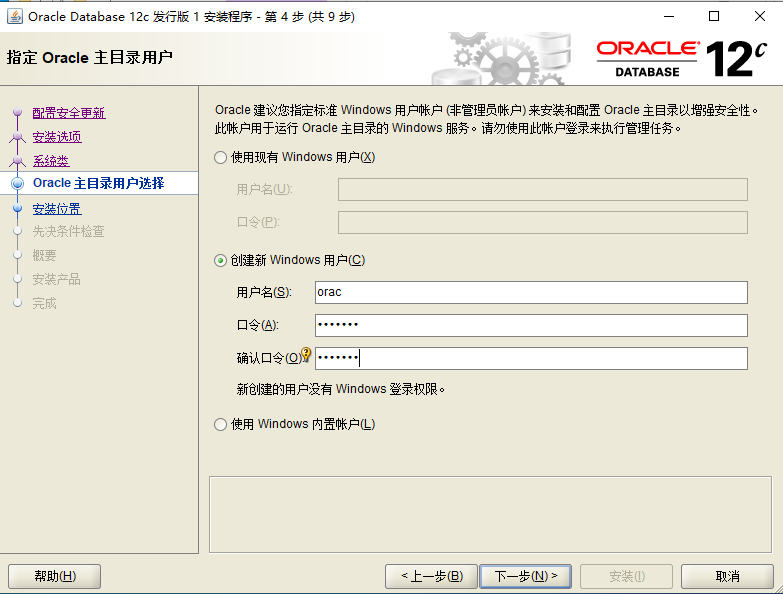 Oracle Database 12c 发行版 1 安装程序 - 第 4 步 (共 9 步)
指定 Oracle 主目录用户
ORACLE
DATABASE
12c
配置安全更新
安装选项
系统类
Oracle 主目录用户选择
安装位置
先决条件检查
概要
安装产品
完成
Oracle 建议您指定标准 Windows 用户帐户 (非管理员帐户) 来安装和配置 Oracle 主目录以增强安全性。
此帐户用于运行 Oracle 主目录的 Windows 服务。请勿使用此帐户登录来执行管理任务。
使用现有 Windows 用户(X)
用户名(U):
口令(P):
创建新 Windows 用户(C)
用户名(S):
orac
口令(A):
•••••••
确认口令(O):
•••••••
新创建的用户没有 Windows 登录权限。
使用 Windows 内置帐户(L)
帮助(H)
< 上一步(B)
下一步(N) >
安装(I)
取消